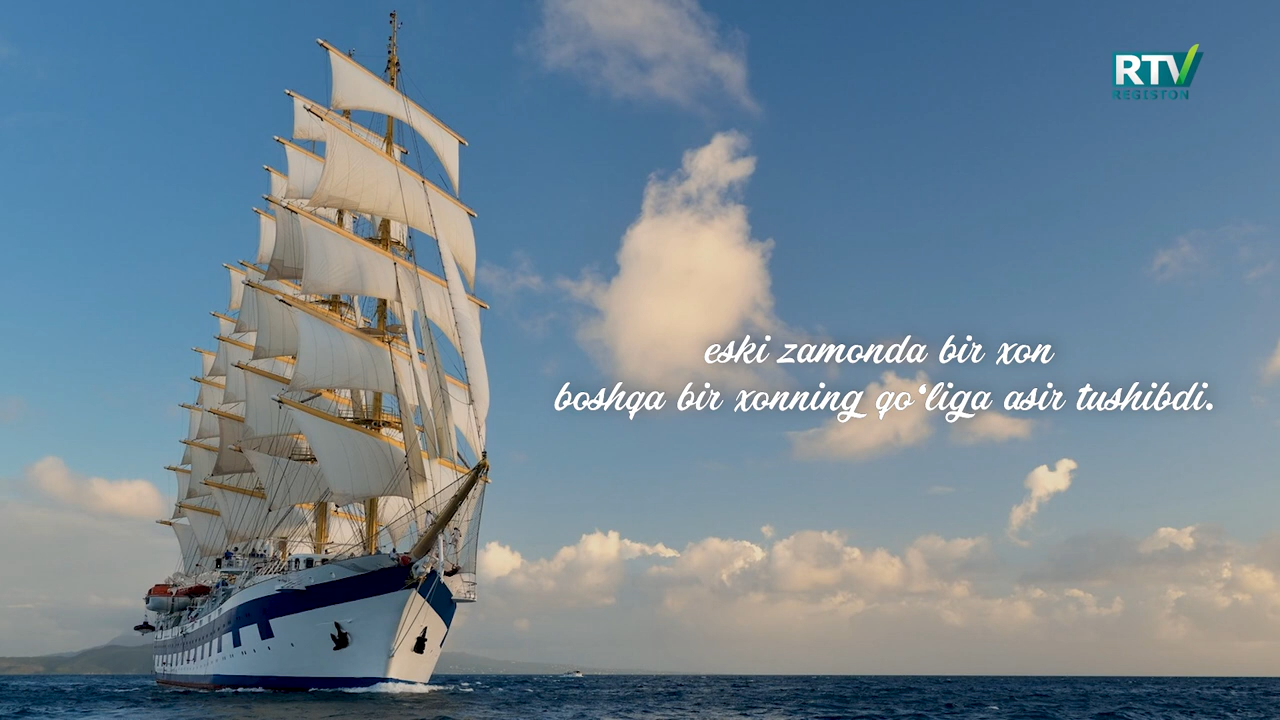 RTV
REGISTON
eski zamonda bir xon
boshqa bir xonning qo‘liga asir tushibdi.